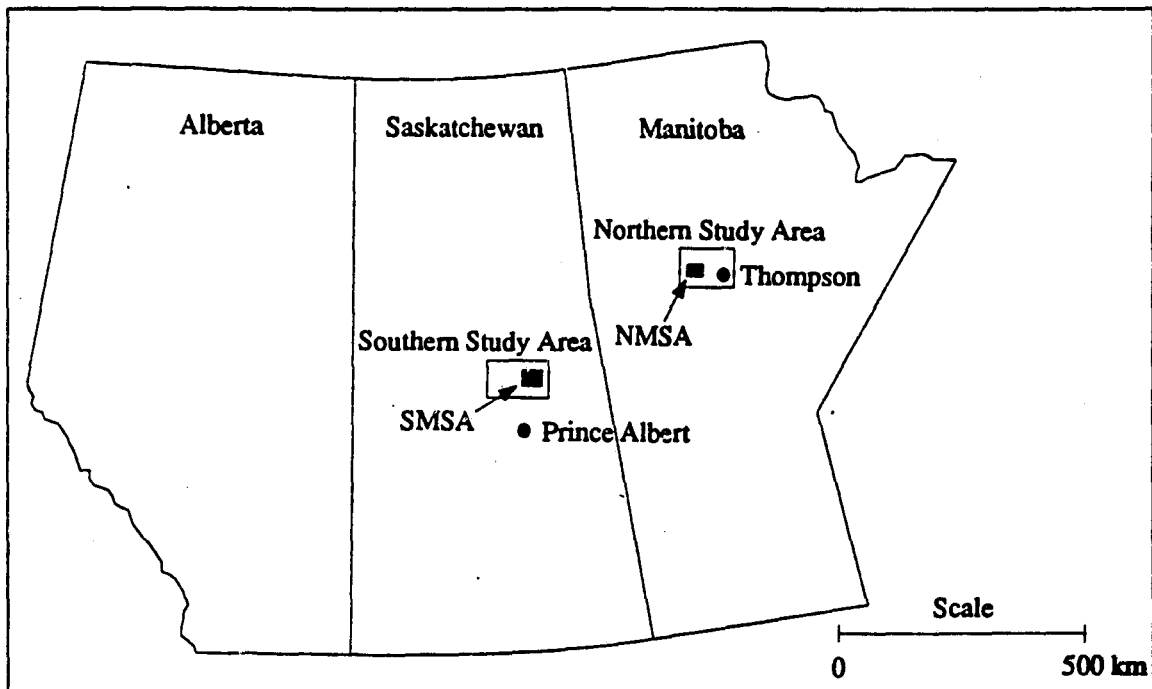 Alberta
Saskatchewan
Manitoba
Northern Study Area
Thompson
NMSA
Southern Study Area
SMSA
Prince Albert
Scale
0
500 km